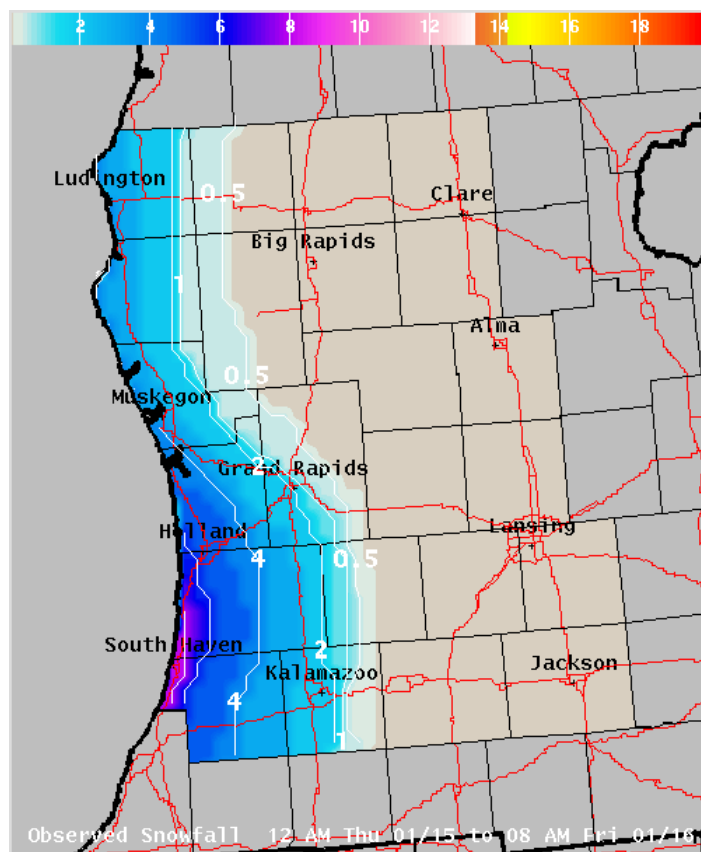 2 4 6 8 10 12 14 16 18
Ludington
0.5
Clare
Big Rapids
1
Alma
0.5
Muskegon
2
Grand Rapids
Holland
Lansing
4
0.5
South Haven
2
Kalamazoo
Jackson
4
1
Observed Snowfall 12 AM Thu 01/15 to 08 AM Fri 01/16